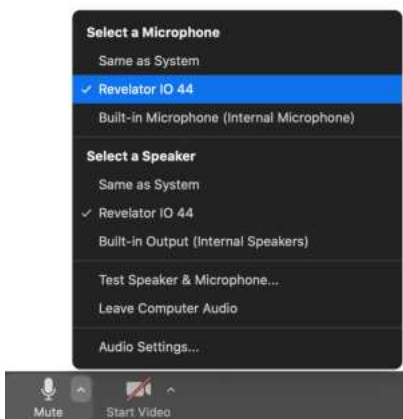 Select a Microphone
Same as System
✓ Revelator IO 44
Built-in Microphone (Internal Microphone)
Select a Speaker
Same as System
✓ Revelator IO 44
Built-in Output (Internal Speakers)
Test Speaker & Microphone...
Leave Computer Audio
Audio Settings...
Mute Start Video